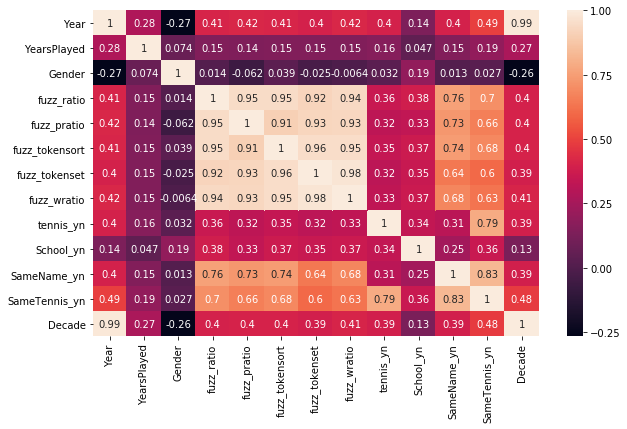 Year 1 0.28 -0.27 0.41 0.42 0.41 0.4 0.42 0.4 0.14 0.4 0.49 0.99
YearsPlayed 0.28 1 0.074 0.15 0.14 0.15 0.15 0.15 0.16 0.047 0.15 0.19 0.27
Gender -0.27 0.074 1 0.014 -0.062 0.039 -0.025 -0.0064 0.032 0.19 0.013 0.027 -0.26
fuzz_ratio 0.41 0.15 0.014 1 0.95 0.95 0.92 0.94 0.36 0.38 0.76 0.7 0.4
fuzz_pratio 0.42 0.14 -0.062 0.95 1 0.91 0.93 0.93 0.32 0.33 0.73 0.66 0.4
fuzz_tokensort 0.41 0.15 0.039 0.95 0.91 1 0.96 0.95 0.35 0.37 0.74 0.68 0.4
fuzz_tokenset 0.4 0.15 -0.025 0.92 0.93 0.96 1 0.98 0.32 0.35 0.64 0.6 0.39
fuzz_wratio 0.42 0.15 -0.0064 0.94 0.93 0.95 0.98 1 0.33 0.37 0.68 0.63 0.41
tennis_yn 0.4 0.16 0.032 0.36 0.32 0.35 0.32 0.33 1 0.34 0.31 0.79 0.39
School_yn 0.14 0.047 0.19 0.38 0.33 0.37 0.35 0.37 0.34 1 0.25 0.36 0.13
SameName_yn 0.4 0.15 0.013 0.76 0.73 0.74 0.64 0.68 0.31 0.25 1 0.83 0.39
SameTennis_yn 0.49 0.19 0.027 0.7 0.66 0.68 0.6 0.63 0.79 0.36 0.83 1 0.48
Decade 0.99 0.27 -0.26 0.4 0.4 0.4 0.39 0.41 0.39 0.13 0.39 0.48 1
Year YearsPlayed Gender fuzz_ratio fuzz_pratio fuzz_tokensort fuzz_tokenset fuzz_wratio tennis_yn School_yn SameName_yn SameTennis_yn Decade
1.00
0.75
0.50
0.25
0.00
-0.25